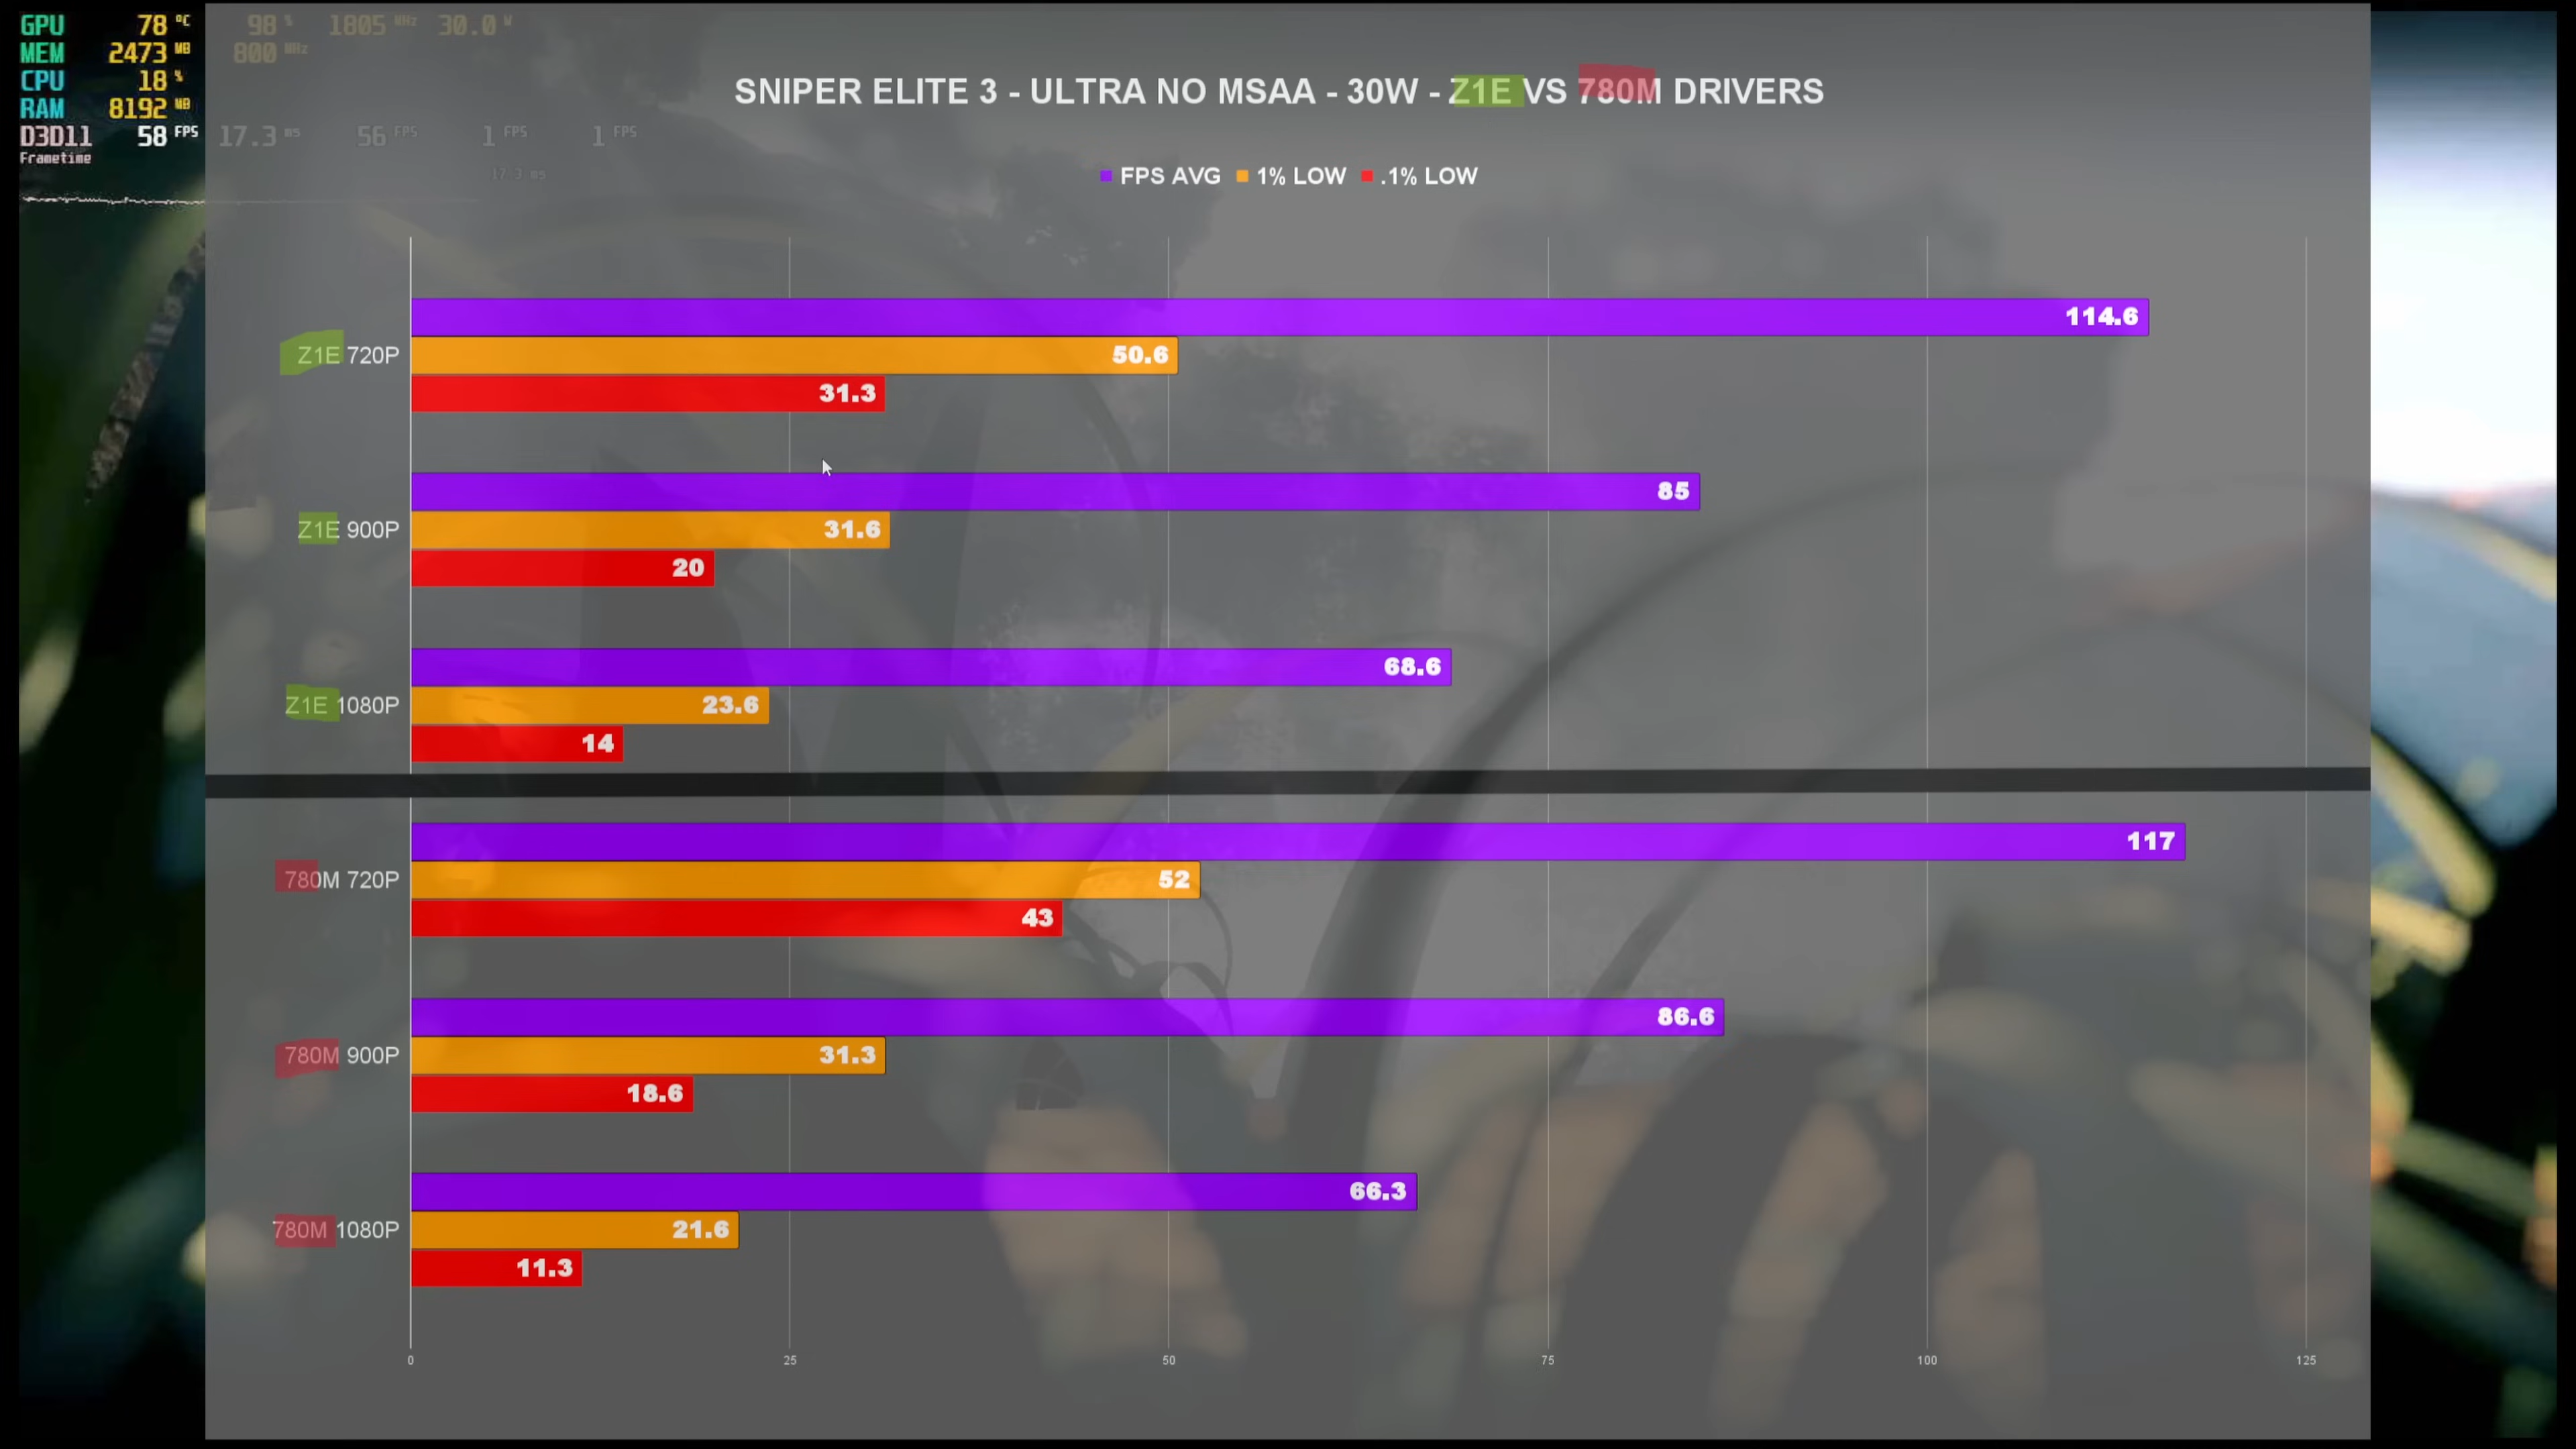 GPU 78 °C 98 % 1805 MHz 30.0 W
MEM 2473 MB 800 MHz
CPU 18 %
RAM 8192 MB
D3D11 58 FPS 17.3 ms 56 FPS 1 FPS 1 FPS
Frametime 17.3 ms
SNIPER ELITE 3 - ULTRA NO MSAA - 30W - Z1E VS 780M DRIVERS
FPS AVG 1% LOW .1% LOW
114.6
Z1E 720P 50.6
31.3
85
Z1E 900P 31.6
20
68.6
Z1E 1080P 23.6
14
117
780M 720P 52
43
86.6
780M 900P 31.3
18.6
66.3
780M 1080P 21.6
11.3
0 25 50 75 100 125